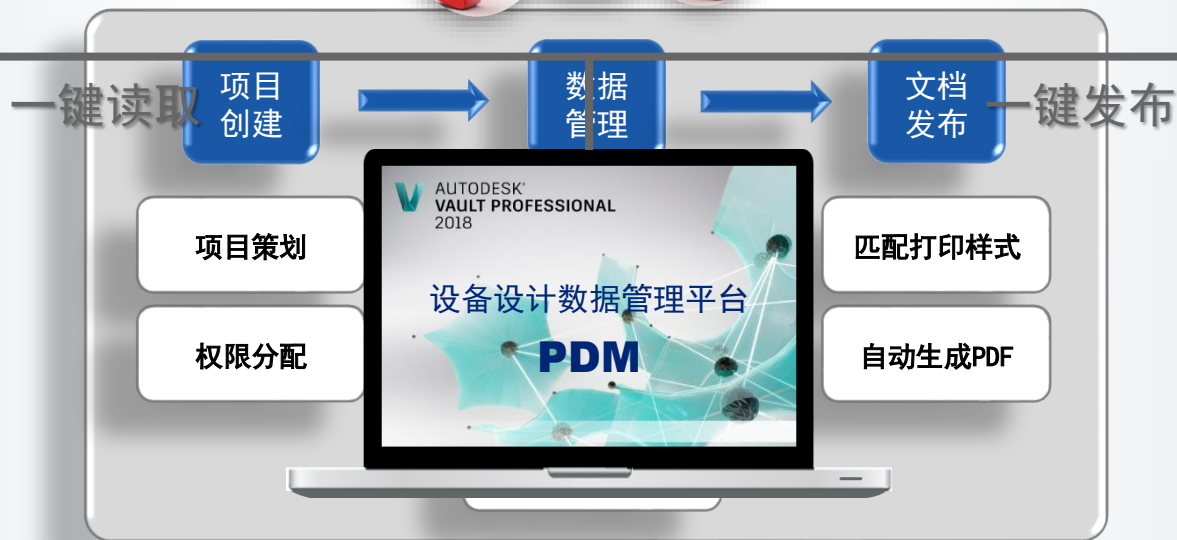 一键读取
项目
创建
数据
管理
文档
发布
一键发布
项目策划
权限分配
AUTODESK®
VAULT PROFESSIONAL
2018
设备设计数据管理平台
PDM
匹配打印样式
自动生成PDF